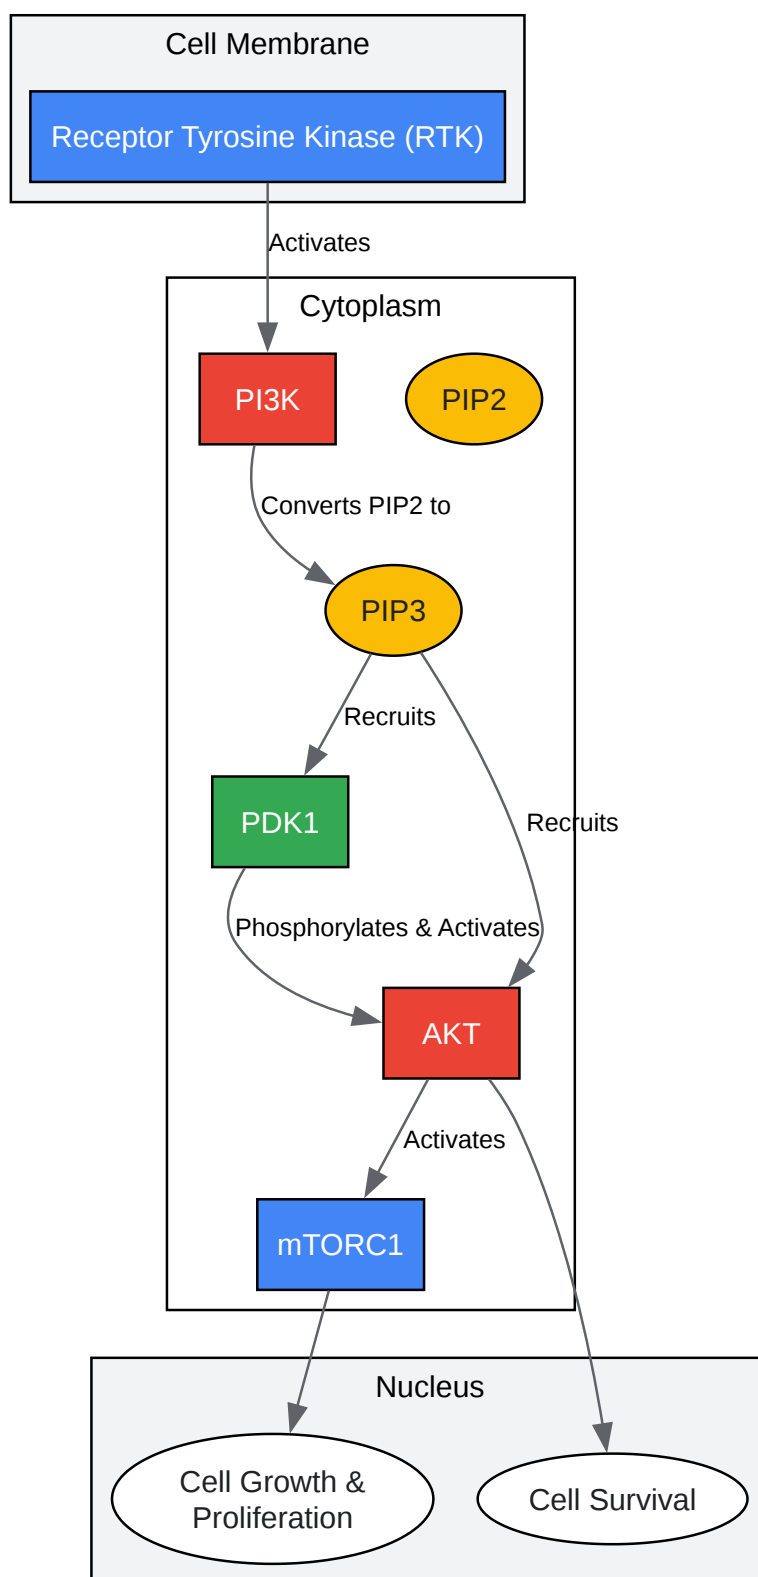 Cell Membrane
Receptor Tyrosine Kinase (RTK)
Activates
Cytoplasm
PI3K
PIP2
Converts PIP2 to
PIP3
Recruits
PDK1
Recruits
Phosphorylates & Activates
AKT
Activates
mTORC1
Nucleus
Cell Growth &
Proliferation
Cell Survival